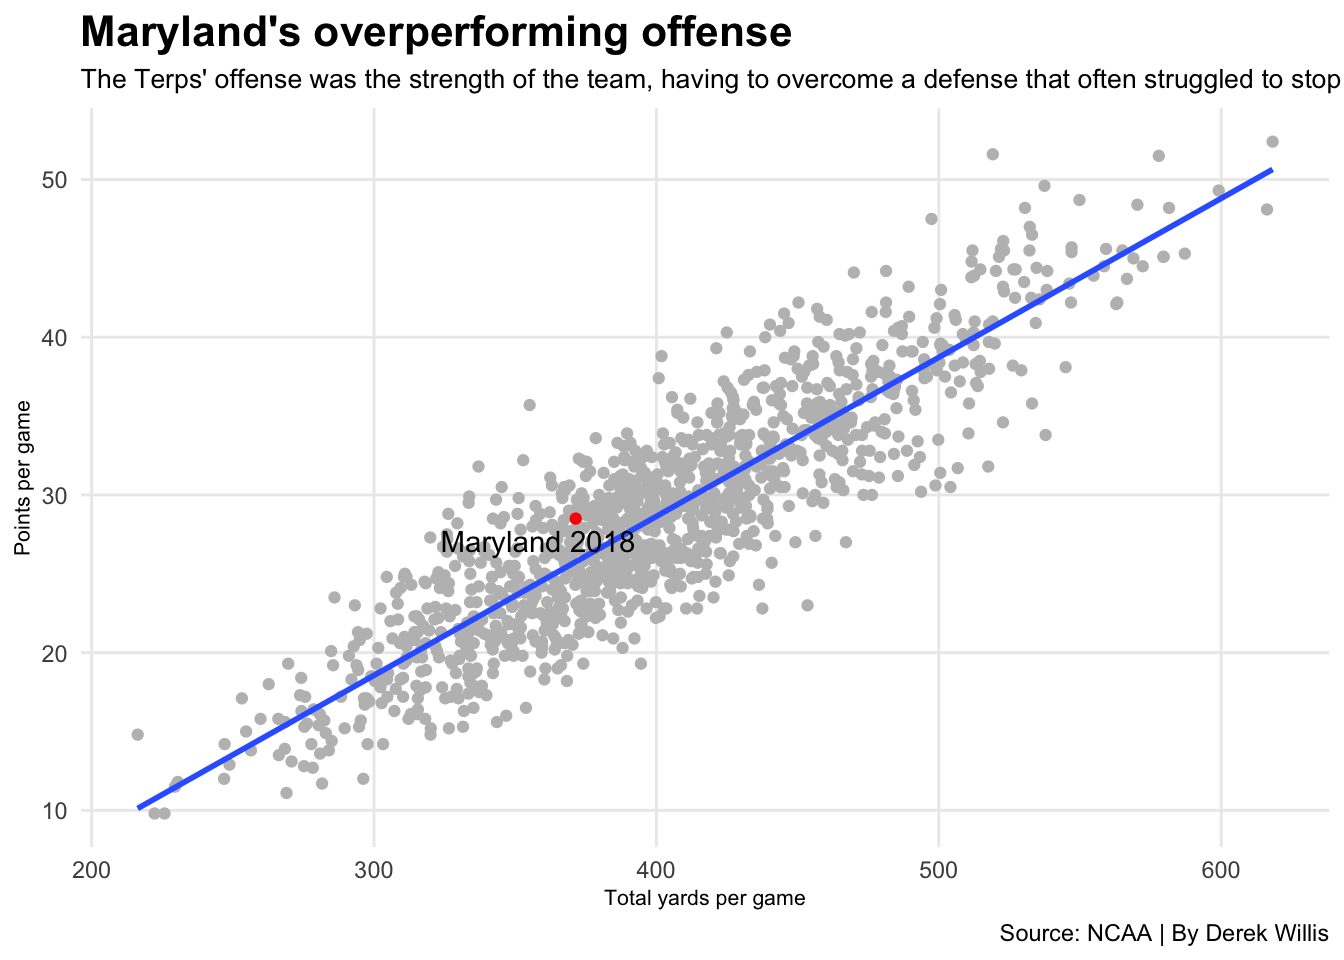 Maryland's overperforming offense
The Terps' offense was the strength of the team, having to overcome a defense that often struggled to stop
50
40
30
20
10
Points per game
Maryland 2018
200 300 400 500 600
Total yards per game
Source: NCAA | By Derek Willis